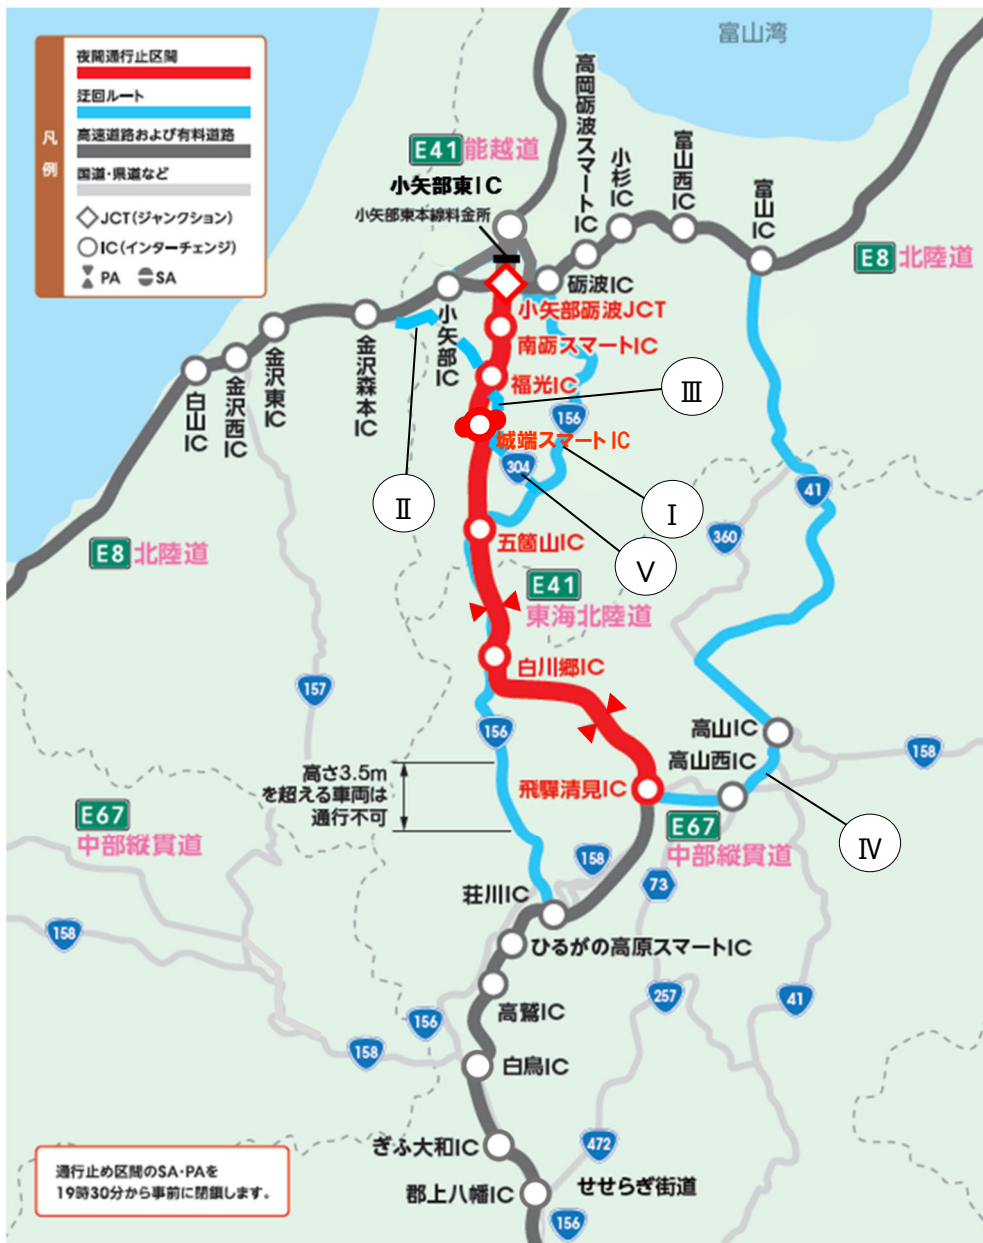 富山湾
凡例
夜間通行止区間
迂回ルート
高速道路および有料道路
国道・県道など
JCT(ジャンクション)
IC(インターチェンジ)
PA
SA
E41 能越道
小矢部東IC
小矢部東本線料金所
高岡砺波スマートIC
小杉IC
富山西IC
富山IC
E8 北陸道
砺波IC
小矢部砺波JCT
南砺スマートIC
小矢部IC
金沢森本IC
金沢東IC
金沢西IC
白山IC
福光IC
Ⅲ
156
城端スマートIC
304
Ⅱ
Ⅰ
Ⅴ
41
360
E8 北陸道
五箇山IC
E41
東海北陸道
白川郷IC
157
156
高山IC
高山西IC
158
高さ3.5m
を超える車両は
通行不可
飛騨清見IC
E67
中部縦貫道
E67
中部縦貫道
Ⅳ
158
73
荘川IC
158
ひるがの高原スマートIC
257
41
高鷲IC
156
158
白鳥IC
ぎふ大和IC
472
せせらぎ街道
郡上八幡IC
156
通行止め区間のSA・PAを
19時30分から事前に閉鎖します。